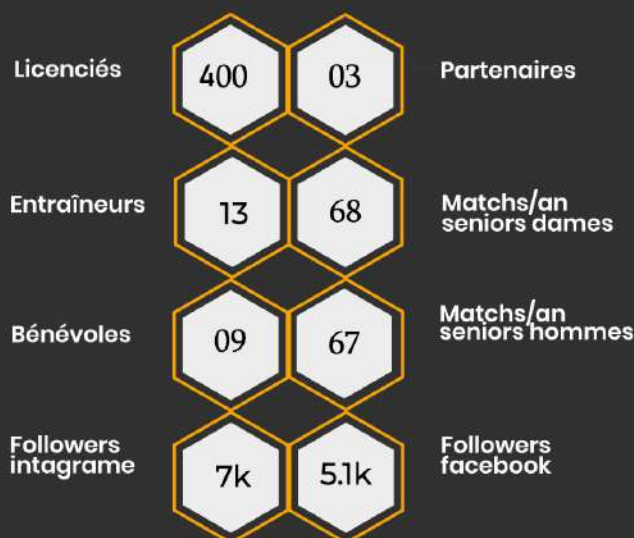 Licenciés
400
03
Partenaires
Entraîneurs
13
68
Matchs/an
seniors dames
Bénévoles
09
67
Matchs/an
seniors hommes
Followers
intagrame
7k
5.1k
Followers
facebook